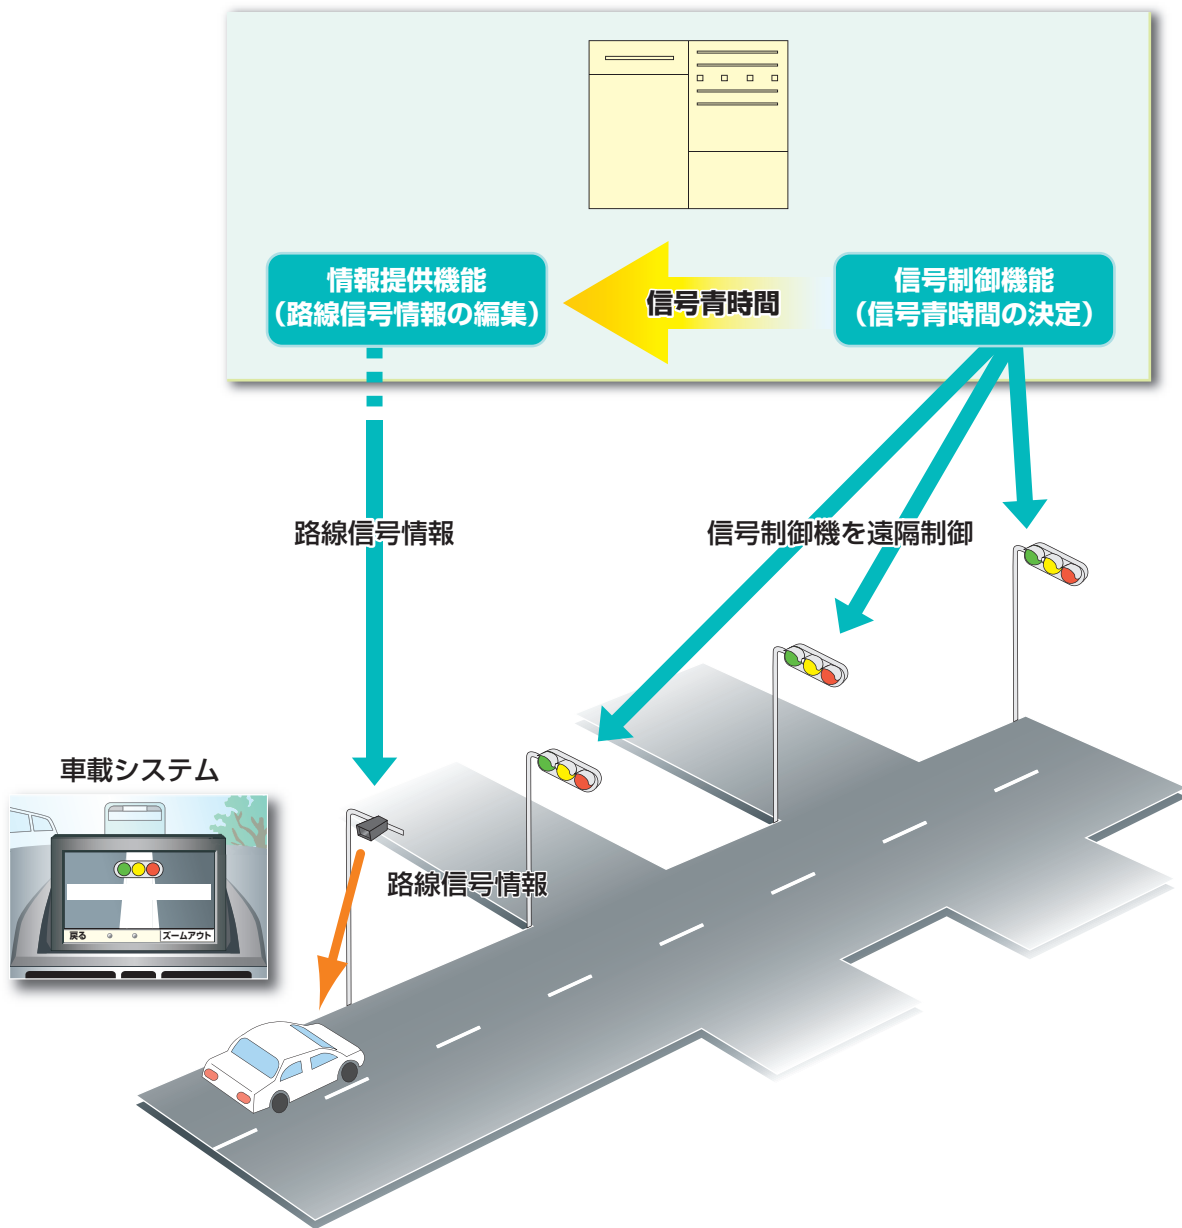 情報提供機能
（路線信号情報の編集）
信号青時間
信号制御機能
（信号青時間の決定）
路線信号情報
信号制御機を遠隔制御
車載システム
戻る
ズームアウト
路線信号情報